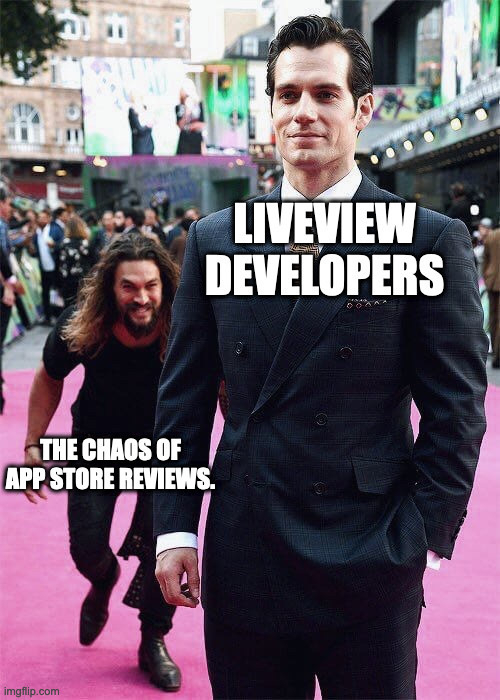 LIVEVIEW
DEVELOPERS
THE CHAOS OF
APP STORE REVIEWS.
imgflip.com